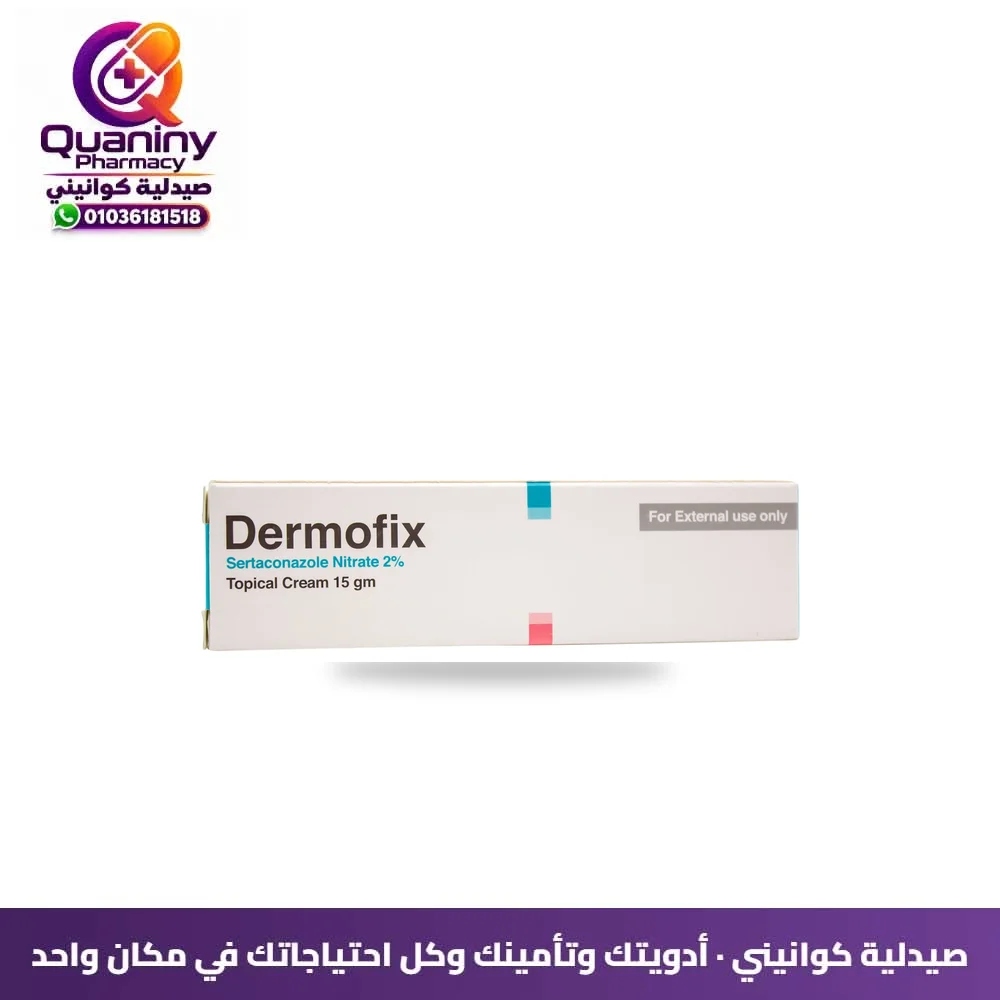 Quaniny
Pharmacy
صيدلية كوانيني
01036181518
Dermofix
Sertaconazole Nitrate 2%
Topical Cream 15 gm
For External use only
صيدلية كوانيني · أدويتك وتأمينك وكل احتياجاتك في مكان واحد